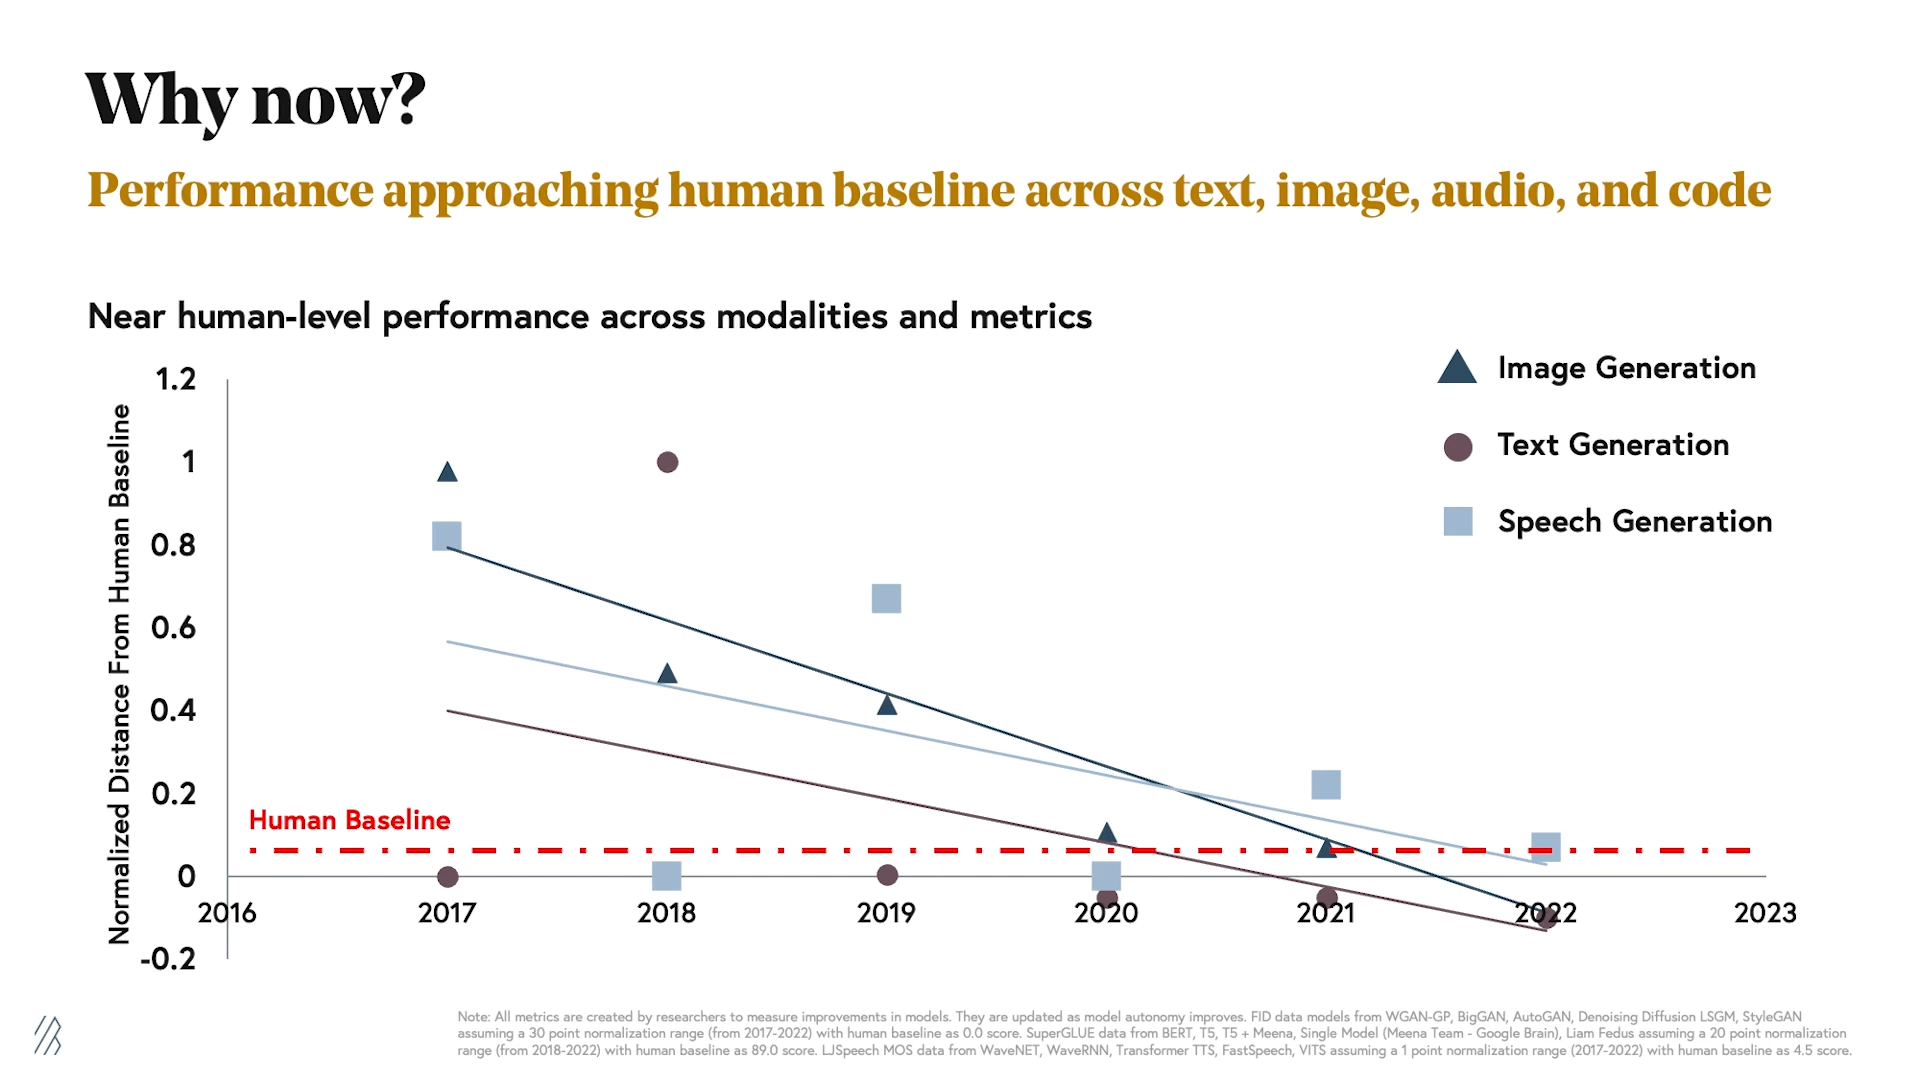 Why now?
Performance approaching human baseline across text, image, audio, and code
Near human-level performance across modalities and metrics
Image Generation
Text Generation
Speech Generation
Normalized Distance From Human Baseline
1.2
1
0.8
0.6
0.4
0.2
0
-0.2
Human Baseline
2016 2017 2018 2019 2020 2021 2022 2023
Note: All metrics are created by researchers to measure improvements in models. They are updated as model autonomy improves. FID data models from WGAN-GP, BigGAN, AutoGAN, Denoising Diffusion LSGM, StyleGAN
assuming a 30 point normalization range (from 2017-2022) with human baseline as 0.0 score. SuperGLUE data from BERT, T5, T5 + Meena, Single Model (Meena Team - Google Brain), Liam Fedus assuming a 20 point normalization
range (from 2018-2022) with human baseline as 89.0 score. LJSpeech MOS data from WaveNET, WaveRNN, Transformer TTS, FastSpeech, VITS assuming a 1 point normalization range (2017-2022) with human baseline as 4.5 score.